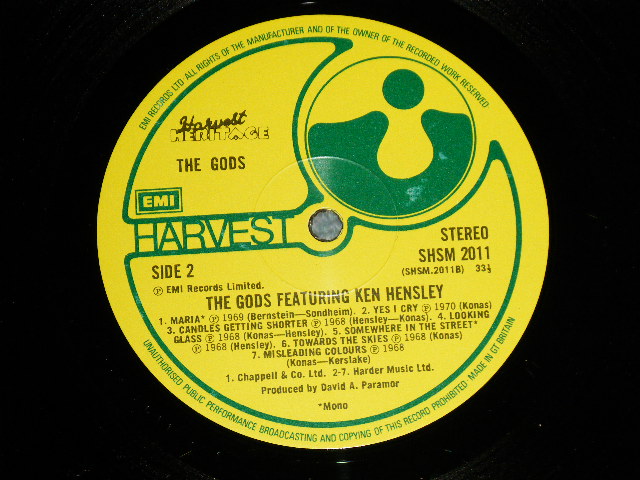 EMI RECORDS LTD ALL RIGHTS OF THE MANUFACTURER AND OF THE OWNER OF THE RECORDED WORK RESERVED
Harvest
HERITAGE
THE GODS
EMI
HARVEST
STEREO
SHSM 2011
(SHSM.2011B) 33⅓
SIDE 2
℗ EMI Records Limited.
THE GODS FEATURING KEN HENSLEY
1. MARIA* ℗ 1969 (Bernstein—Sondheim). 2. YES I CRY ℗ 1970 (Konas)
3. CANDLES GETTING SHORTER ℗ 1968 (Hensley—Konas). 4. LOOKING
GLASS ℗ 1968 (Konas—Hensley). 5. SOMEWHERE IN THE STREET*
℗ 1968 (Hensley). 6. TOWARDS THE SKIES ℗ 1968 (Konas)
7. MISLEADING COLOURS ℗ 1968
(Konas—Kerslake)
1. Chappell & Co. Ltd. 2-7. Harder Music Ltd.
Produced by David A. Paramor
*Mono
UNAUTHORISED PUBLIC PERFORMANCE BROADCASTING AND COPYING OF THIS RECORD PROHIBITED MADE IN GT BRITAIN